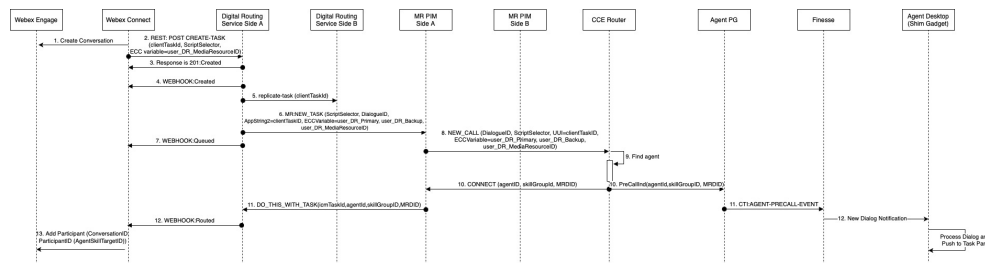 Webex Engage
Webex Connect
Digital Routing
Service Side A
Digital Routing
Service Side B
MR PIM
Side A
MR PIM
Side B
CCE Router
Agent PG
Finesse
Agent Desktop
(Shim Gadget)
1. Create Conversation
2. REST: POST CREATE-TASK
(clientTaskId, ScriptSelector,
ECC variable=user_DR_MediaResourceID)
3. Response is 201:Created
4. WEBHOOK:Created
5. replicate-task (clientTaskId)
6. MR:NEW_TASK (ScriptSelector, DialogueID,
AppString2=clientTaskID, ECCVariable=user_DR_Primary, user_DR_Backup,
user_DR_MediaResourceID)
7. WEBHOOK:Queued
8. NEW_CALL (DialogueID, ScriptSelector, UUI=clientTaskID,
ECCVariable=user_DR_Primary, user_DR_Backup,
user_DR_MediaResourceID)
9. Find agent
10. CONNECT (agentID, skillGroupId, MRDID)
10. PreCallInd(agentId,skillGroupID, MRDID)
11. DO_THIS_WITH_TASK(icmTaskId,agentId,skillGroupID,MRDID)
11. CTI:AGENT-PRECALL-EVENT
12. WEBHOOK:Routed
12. New Dialog Notification
13. Add Participant (ConversationID
ParticipantID (AgentSkillTargetID))
Process Dialog a
Push to Task Pa